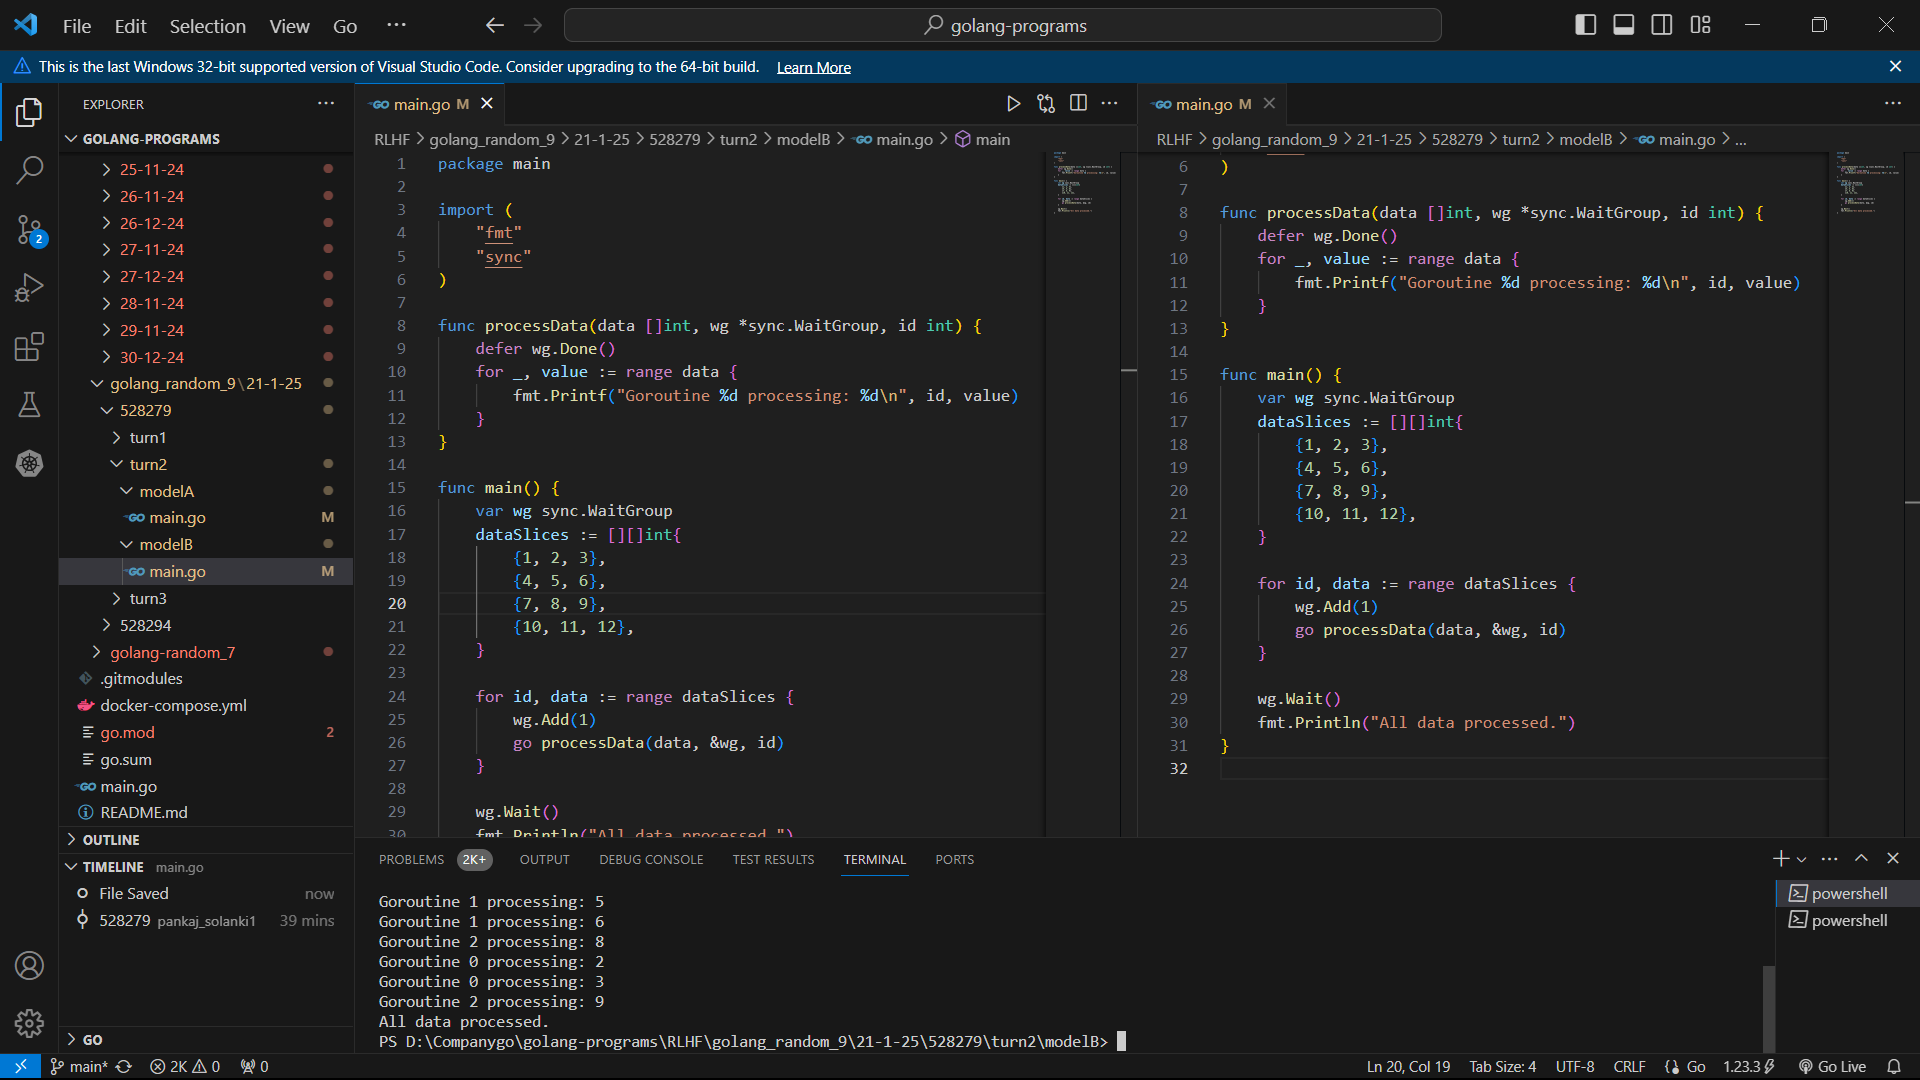 File Edit Selection View Go ··· golang-programs
This is the last Windows 32-bit supported version of Visual Studio Code. Consider upgrading to the 64-bit build. Learn More
EXPLORER
GOLANG-PROGRAMS
25-11-24
26-11-24
26-12-24
27-11-24
27-12-24
28-11-24
29-11-24
30-12-24
golang_random_9\21-1-25
528279
turn1
turn2
modelA
main.go M
modelB
main.go M
turn3
528294
golang-random_7
.gitmodules
docker-compose.yml
go.mod 2
go.sum
main.go
README.md
OUTLINE
TIMELINE main.go
File Saved now
528279 pankaj_solanki1 39 mins
GO
2
main.go M
RLHF > golang_random_9 > 21-1-25 > 528279 > turn2 > modelB > main.go > main
1 package main
2
3 import (
4 "fmt"
5 "sync"
6 )
7
8 func processData(data []int, wg *sync.WaitGroup, id int) {
9 defer wg.Done()
10 for _, value := range data {
11 fmt.Printf("Goroutine %d processing: %d\n", id, value)
12 }
13 }
14
15 func main() {
16 var wg sync.WaitGroup
17 dataSlices := [][]int{
18 {1, 2, 3},
19 {4, 5, 6},
20 {7, 8, 9},
21 {10, 11, 12},
22 }
23
24 for id, data := range dataSlices {
25 wg.Add(1)
26 go processData(data, &wg, id)
27 }
28
29 wg.Wait()
30 fmt.Println("All data processed.")
main.go M
RLHF > golang_random_9 > 21-1-25 > 528279 > turn2 > modelB > main.go > ...
6 )
7
8 func processData(data []int, wg *sync.WaitGroup, id int) {
9 defer wg.Done()
10 for _, value := range data {
11 fmt.Printf("Goroutine %d processing: %d\n", id, value)
12 }
13 }
14
15 func main() {
16 var wg sync.WaitGroup
17 dataSlices := [][]int{
18 {1, 2, 3},
19 {4, 5, 6},
20 {7, 8, 9},
21 {10, 11, 12},
22 }
23
24 for id, data := range dataSlices {
25 wg.Add(1)
26 go processData(data, &wg, id)
27 }
28
29 wg.Wait()
30 fmt.Println("All data processed.")
31 }
32
PROBLEMS 2K+ OUTPUT DEBUG CONSOLE TEST RESULTS TERMINAL PORTS
Goroutine 1 processing: 5
Goroutine 1 processing: 6
Goroutine 2 processing: 8
Goroutine 0 processing: 2
Goroutine 0 processing: 3
Goroutine 2 processing: 9
All data processed.
PS D:\Companygo\golang-programs\RLHF\golang_random_9\21-1-25\528279\turn2\modelB>
powershell
powershell
main* 2K 0 0 Ln 20, Col 19 Tab Size: 4 UTF-8 CRLF Go 1.23.3 Go Live